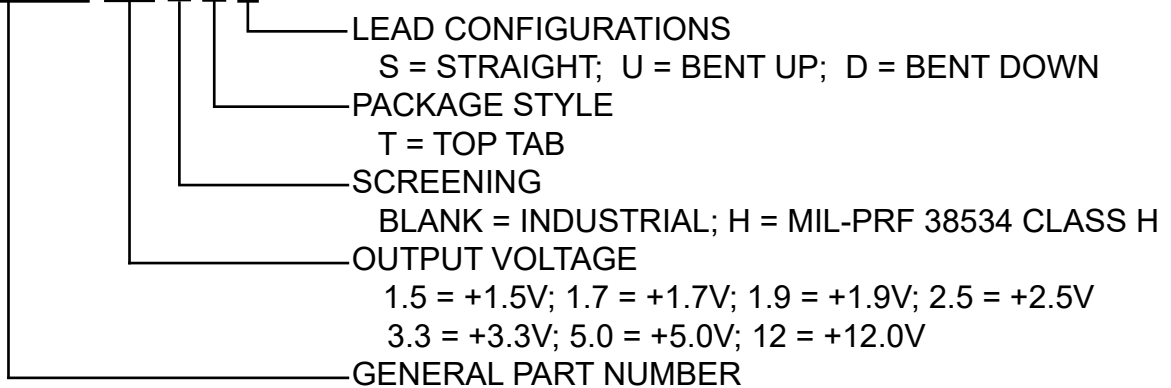 LEAD CONFIGURATIONS
S = STRAIGHT; U = BENT UP; D = BENT DOWN
PACKAGE STYLE
T = TOP TAB
SCREENING
BLANK = INDUSTRIAL; H = MIL-PRF 38534 CLASS H
OUTPUT VOLTAGE
1.5 = +1.5V; 1.7 = +1.7V; 1.9 = +1.9V; 2.5 = +2.5V
3.3 = +3.3V; 5.0 = +5.0V; 12 = +12.0V
GENERAL PART NUMBER